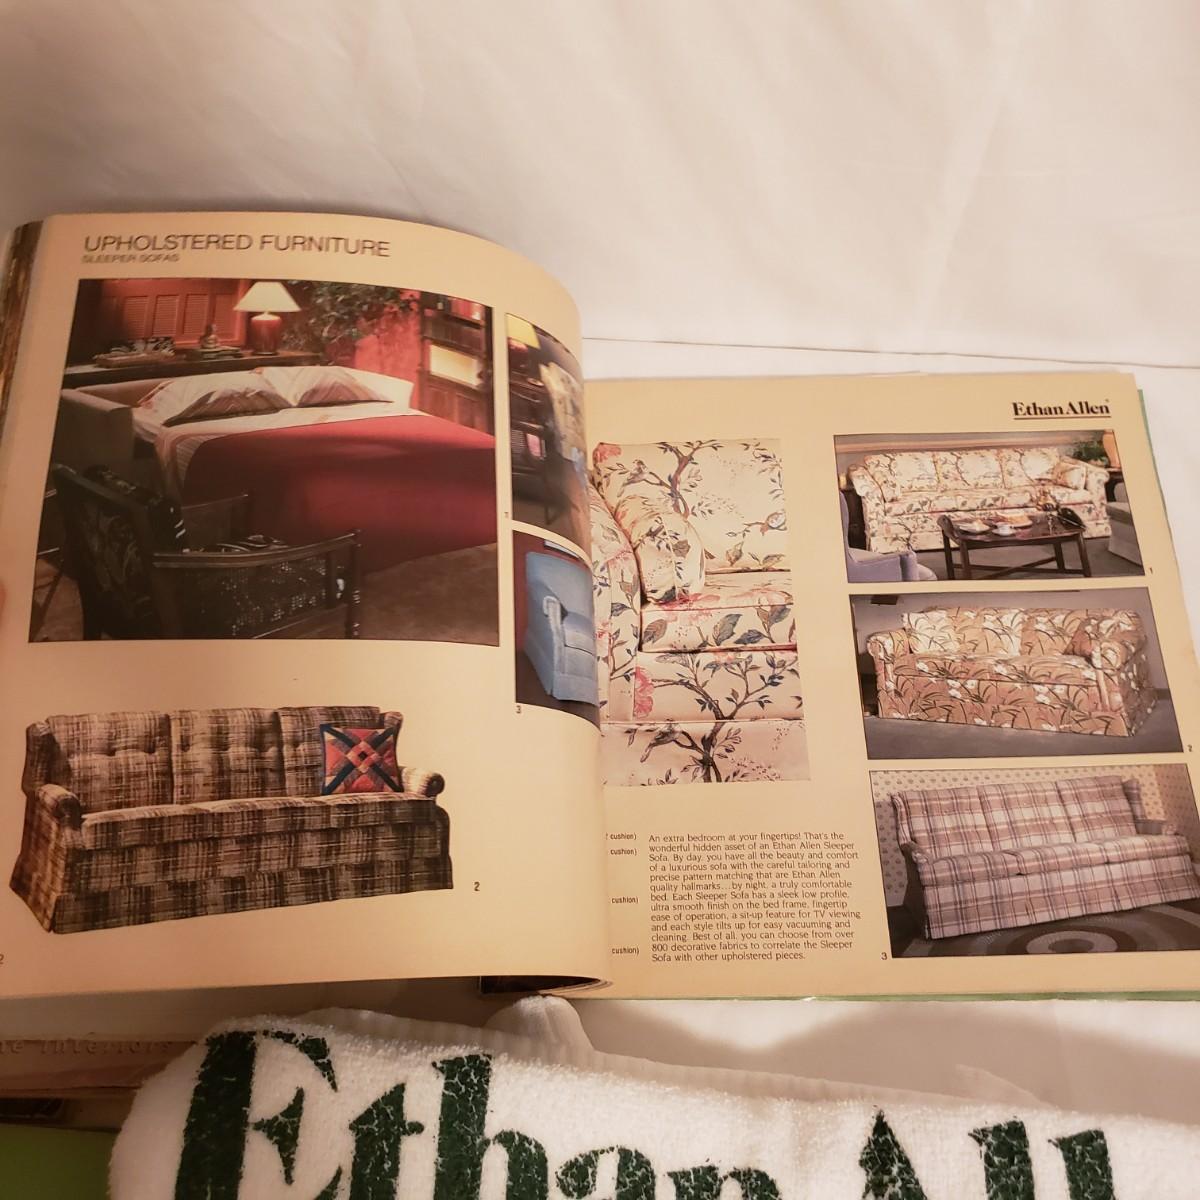 UPHOLSTERED FURNITURE
SLEEPER SOFAS
1
3
2
2
Ethan Allen
1
2
3
cushion)
cushion)
cushion)
cushion)
An extra bedroom at your fingertips! That's the
wonderful hidden asset of an Ethan Allen Sleeper
Sofa. By day, you have all the beauty and comfort
of a luxurious sofa with the careful tailoring and
precise pattern matching that are Ethan Allen
quality hallmarks...by night, a truly comfortable
bed. Each Sleeper Sofa has a sleek low profile,
ultra smooth finish on the bed frame, fingertip
ease of operation, a sit-up feature for TV viewing
and each style tilts up for easy vacuuming and
cleaning. Best of all, you can choose from over
800 decorative fabrics to correlate the Sleeper
Sofa with other upholstered pieces.
Interiors
Ethan All